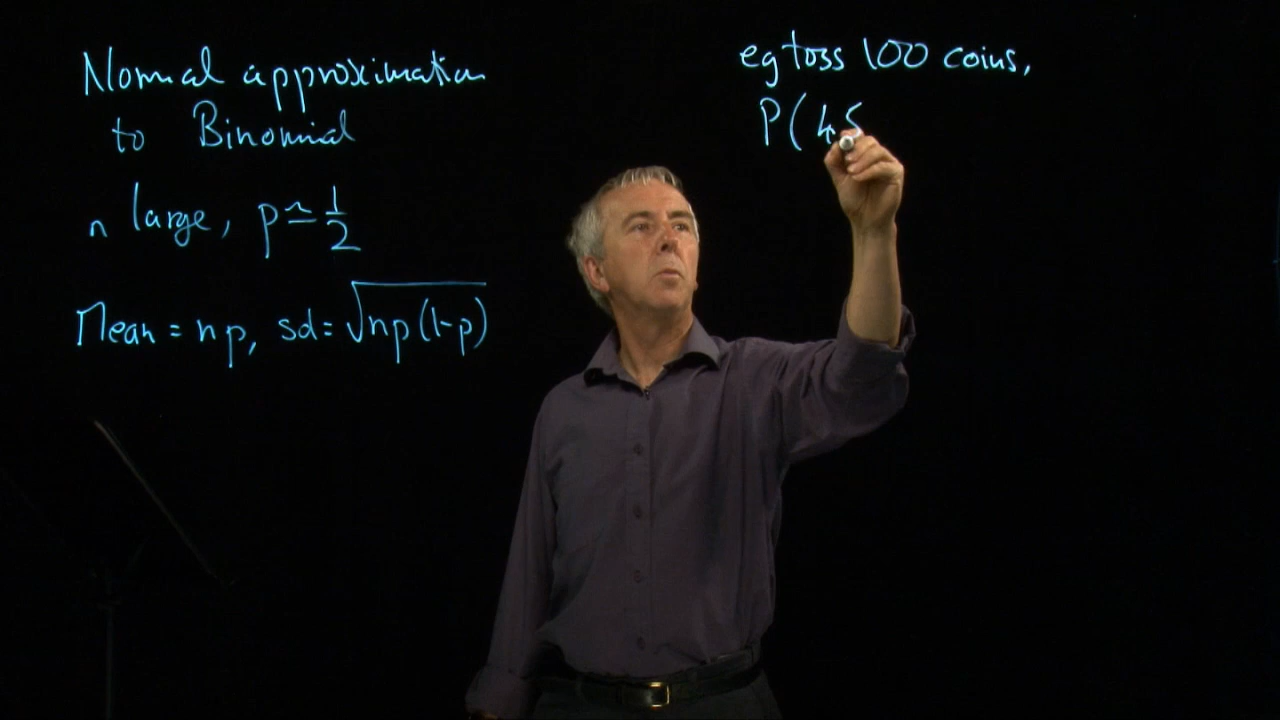 Normal approximation
to Binomial
n large, p ≃ 1/2
Mean = np, sd = √np(1-p)
eg toss 100 coins,
P( 45